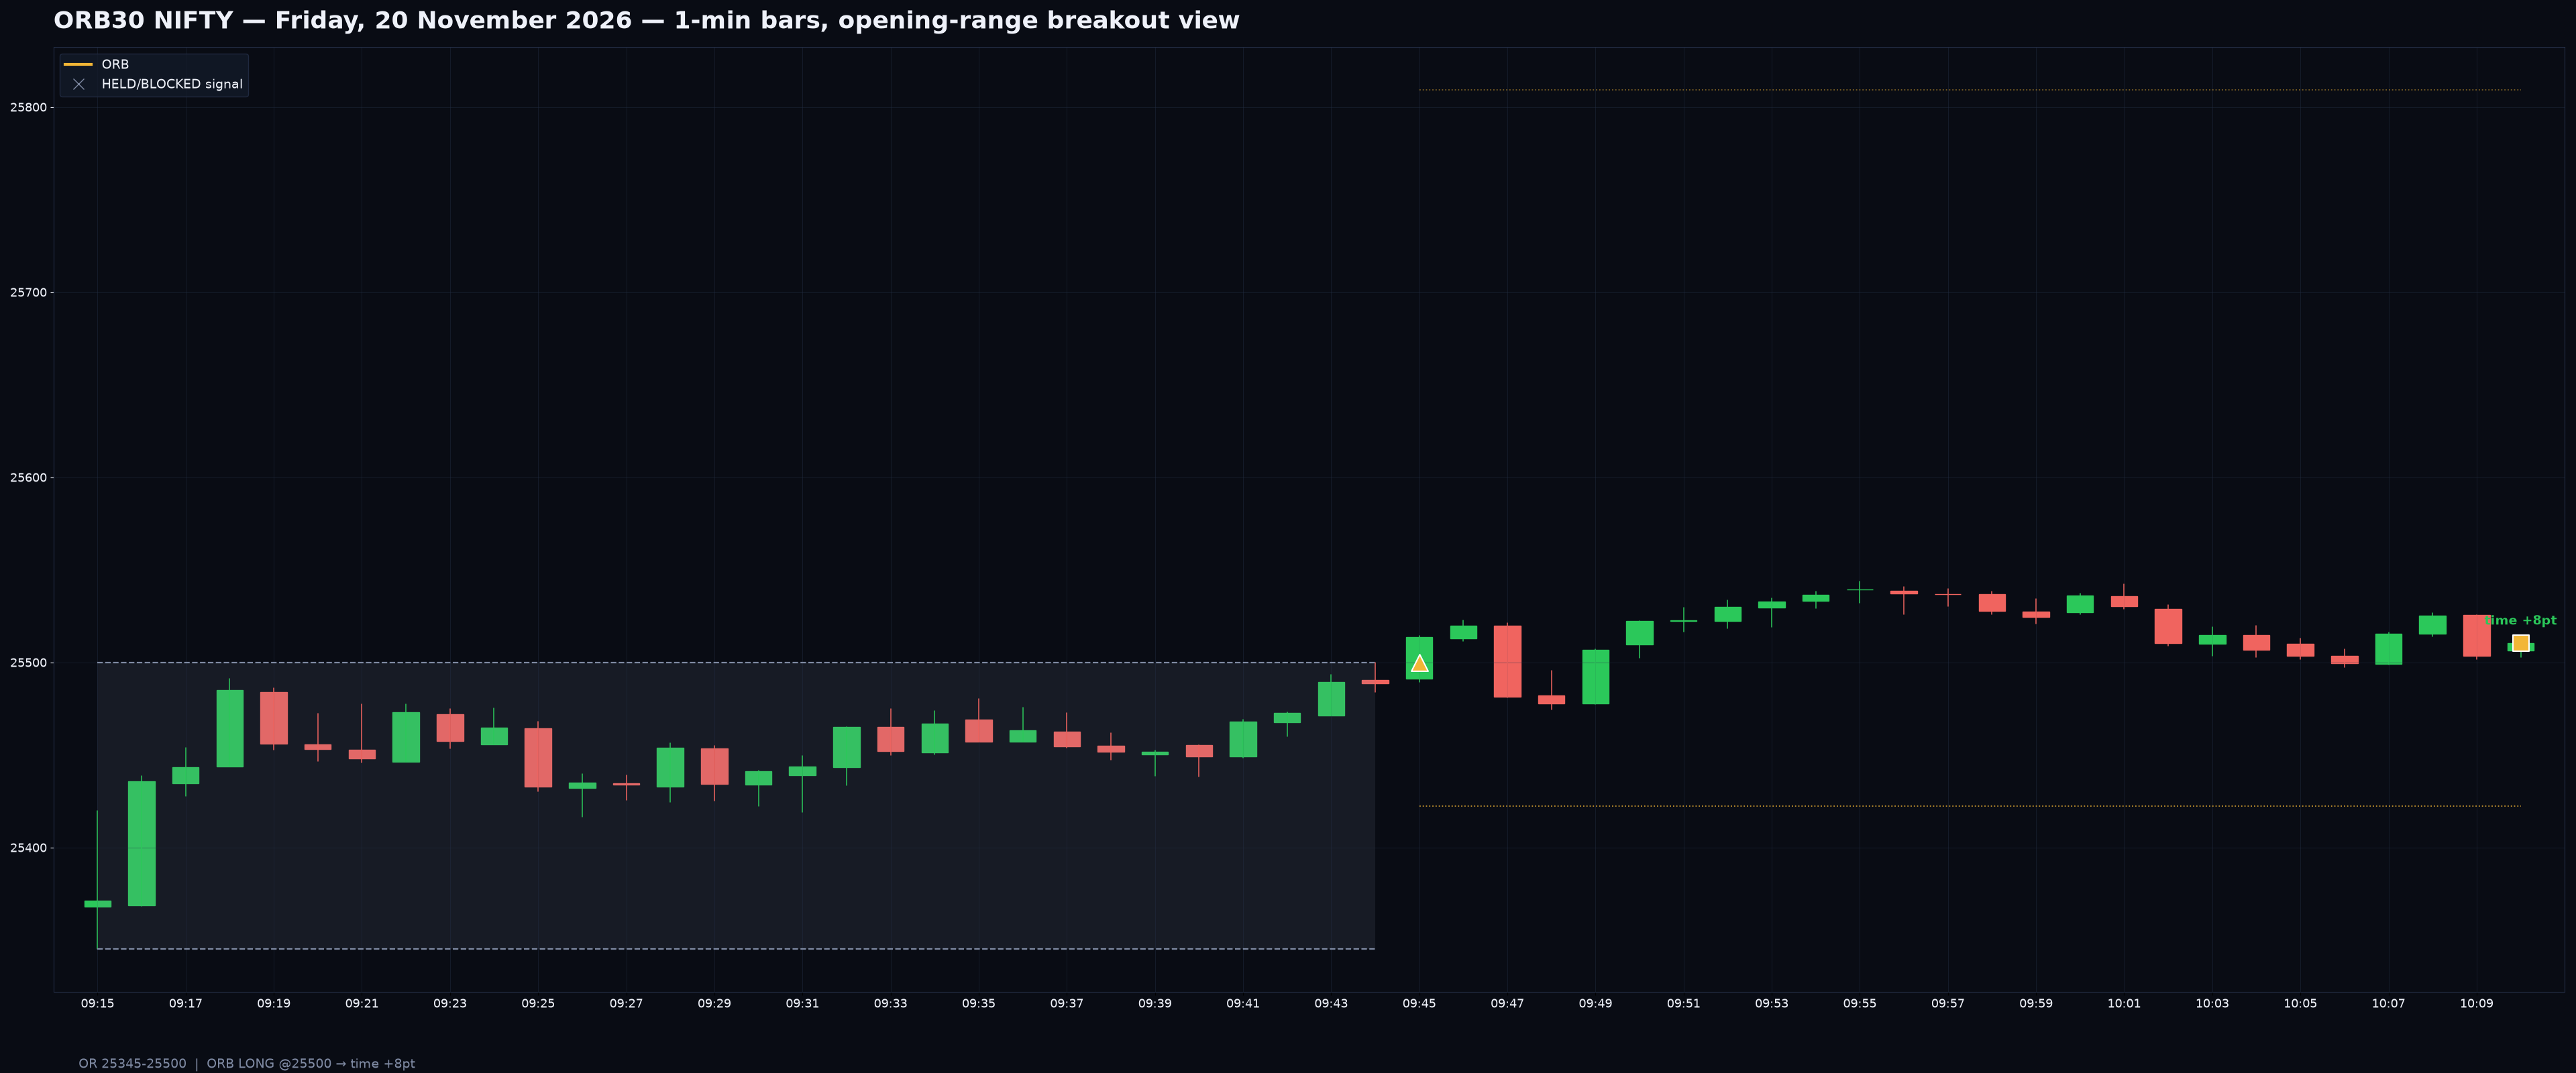 ORB30 NIFTY — Friday, 20 November 2026 — 1-min bars, opening-range breakout view
ORB
HELD/BLOCKED signal
25800
25700
25600
25500
25400
time +8pt
09:15 09:17 09:19 09:21 09:23 09:25 09:27 09:29 09:31 09:33 09:35 09:37 09:39 09:41 09:43 09:45 09:47 09:49 09:51 09:53 09:55 09:57 09:59 10:01 10:03 10:05 10:07 10:09
OR 25345-25500 | ORB LONG @25500 → time +8pt